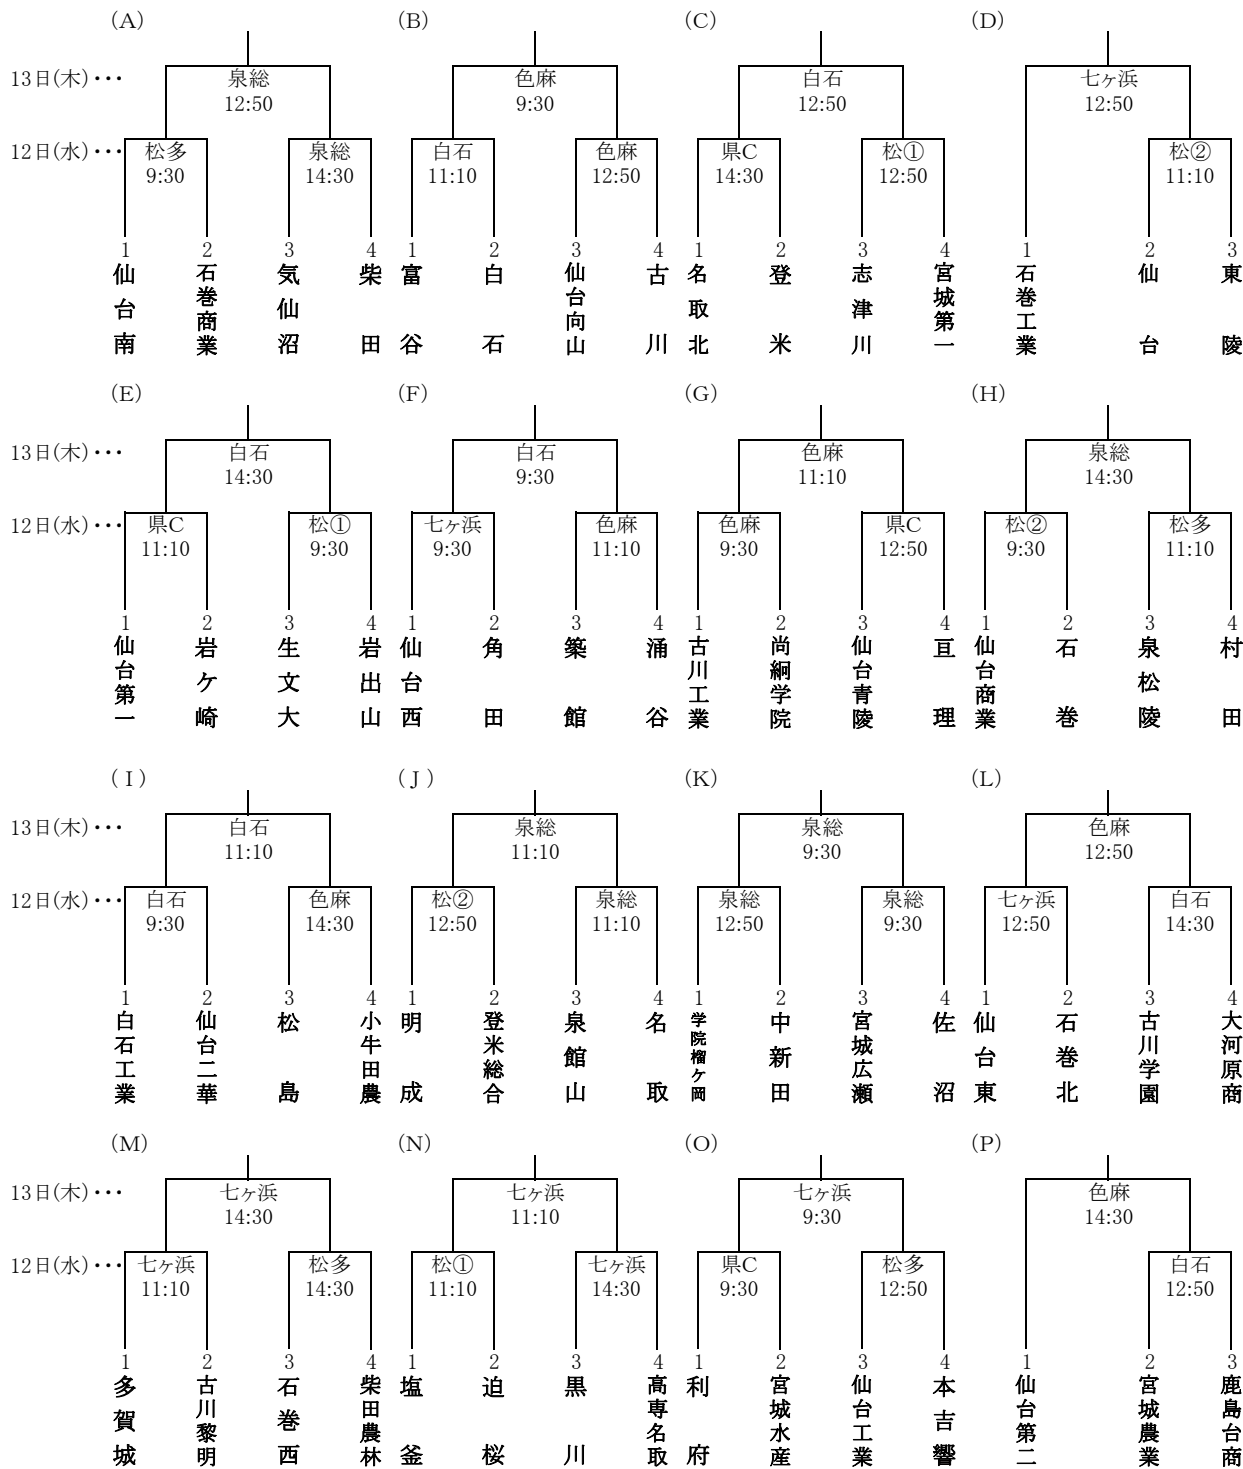 (A) (B) (C) (D)
13日(木)・・・ 泉総 色麻 白石 七ヶ浜
12:50 9:30 12:50 12:50
12日(水)・・・ 松多 泉総 白石 色麻 県C 松① 松②
9:30 14:30 11:10 12:50 14:30 12:50 11:10
1 2 3 4 1 2 3 4 1 2 3 4 1 2 3
仙台南 石巻商業 気仙沼 柴田 富谷 白石 仙台向山 古川 名取北 登米 志津川 宮城第一 石巻工業 仙台 東陵
(E) (F) (G) (H)
13日(木)・・・ 白石 白石 色麻 泉総
14:30 9:30 11:10 14:30
12日(水)・・・ 県C 松① 七ヶ浜 色麻 色麻 県C 松② 松多
11:10 9:30 9:30 11:10 9:30 12:50 9:30 11:10
1 2 3 4 1 2 3 4 1 2 3 4 1 2 3 4
仙台第一 岩ケ崎 生文大 岩出山 仙台西 角田 築館 涌谷 古川工業 尚絅学院 仙台青陵 亘理 仙台商業 石巻 泉松陵 村田
(I) (J) (K) (L)
13日(木)・・・ 白石 泉総 泉総 色麻
11:10 11:10 9:30 12:50
12日(水)・・・ 白石 色麻 松② 泉総 泉総 泉総 七ヶ浜 白石
9:30 14:30 12:50 11:10 12:50 9:30 12:50 14:30
1 2 3 4 1 2 3 4 1 2 3 4 1 2 3 4
白石工業 仙台二華 松島 小牛田農 明成 登米総合 泉館山 名取 学院榴ケ岡 中新田 宮城広瀬 佐沼 仙台東 石巻北 古川学園 大河原商
(M) (N) (O) (P)
13日(木)・・・ 七ヶ浜 七ヶ浜 七ヶ浜 色麻
14:30 11:10 9:30 14:30
12日(水)・・・ 七ヶ浜 松多 松① 七ヶ浜 県C 松多 白石
11:10 14:30 11:10 14:30 9:30 12:50 12:50
1 2 3 4 1 2 3 4 1 2 3 4 1 2 3
多賀城 古川黎明 石巻西 柴田農林 塩釜 迫桜 黒川 高専名取 利府 宮城水産 仙台工業 本吉響 仙台第二 宮城農業 鹿島台商